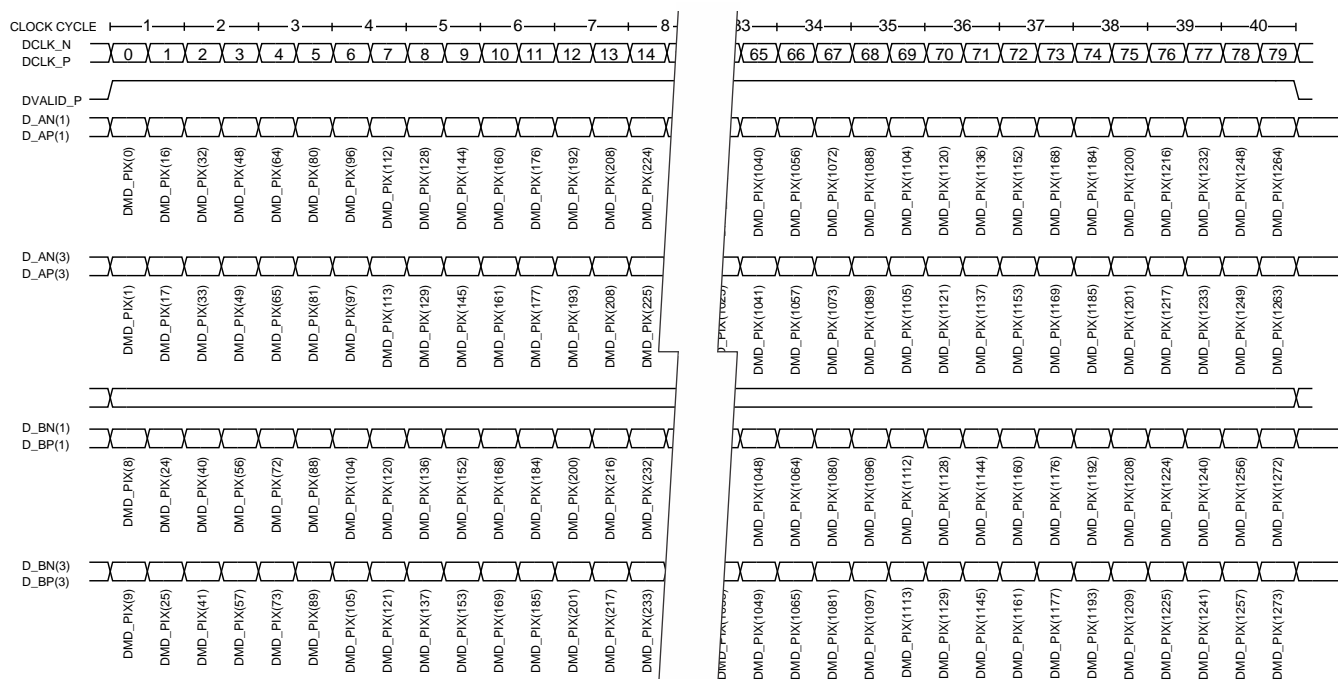 CLOCK CYCLE 1 2 3 4 5 6 7 8 33 34 35 36 37 38 39 40
DCLK_N
DCLK_P
0 1 2 3 4 5 6 7 8 9 10 11 12 13 14 65 66 67 68 69 70 71 72 73 74 75 76 77 78 79
DVALID_P
D_AN(1)
D_AP(1)
DMD_PIX(0) DMD_PIX(16) DMD_PIX(32) DMD_PIX(48) DMD_PIX(64) DMD_PIX(80) DMD_PIX(96) DMD_PIX(112) DMD_PIX(128) DMD_PIX(144) DMD_PIX(160) DMD_PIX(176) DMD_PIX(192) DMD_PIX(208) DMD_PIX(224) DMD_PIX(1040) DMD_PIX(1056) DMD_PIX(1072) DMD_PIX(1088) DMD_PIX(1104) DMD_PIX(1120) DMD_PIX(1136) DMD_PIX(1152) DMD_PIX(1168) DMD_PIX(1184) DMD_PIX(1200) DMD_PIX(1216) DMD_PIX(1232) DMD_PIX(1248) DMD_PIX(1264)
D_AN(3)
D_AP(3)
DMD_PIX(1) DMD_PIX(17) DMD_PIX(33) DMD_PIX(49) DMD_PIX(65) DMD_PIX(81) DMD_PIX(97) DMD_PIX(113) DMD_PIX(129) DMD_PIX(145) DMD_PIX(161) DMD_PIX(177) DMD_PIX(193) DMD_PIX(208) DMD_PIX(225) DMD_PIX(1025) DMD_PIX(1041) DMD_PIX(1057) DMD_PIX(1073) DMD_PIX(1089) DMD_PIX(1105) DMD_PIX(1121) DMD_PIX(1137) DMD_PIX(1153) DMD_PIX(1169) DMD_PIX(1185) DMD_PIX(1201) DMD_PIX(1217) DMD_PIX(1233) DMD_PIX(1249) DMD_PIX(1263)
D_BN(1)
D_BP(1)
DMD_PIX(8) DMD_PIX(24) DMD_PIX(40) DMD_PIX(56) DMD_PIX(72) DMD_PIX(88) DMD_PIX(104) DMD_PIX(120) DMD_PIX(136) DMD_PIX(152) DMD_PIX(168) DMD_PIX(184) DMD_PIX(200) DMD_PIX(216) DMD_PIX(232) DMD_PIX(1048) DMD_PIX(1064) DMD_PIX(1080) DMD_PIX(1096) DMD_PIX(1112) DMD_PIX(1128) DMD_PIX(1144) DMD_PIX(1160) DMD_PIX(1176) DMD_PIX(1192) DMD_PIX(1208) DMD_PIX(1224) DMD_PIX(1240) DMD_PIX(1256) DMD_PIX(1272)
D_BN(3)
D_BP(3)
DMD_PIX(9) DMD_PIX(25) DMD_PIX(41) DMD_PIX(57) DMD_PIX(73) DMD_PIX(89) DMD_PIX(105) DMD_PIX(121) DMD_PIX(137) DMD_PIX(153) DMD_PIX(169) DMD_PIX(185) DMD_PIX(201) DMD_PIX(217) DMD_PIX(233) DMD_PIX(1049) DMD_PIX(1065) DMD_PIX(1081) DMD_PIX(1097) DMD_PIX(1113) DMD_PIX(1129) DMD_PIX(1145) DMD_PIX(1161) DMD_PIX(1177) DMD_PIX(1193) DMD_PIX(1209) DMD_PIX(1225) DMD_PIX(1241) DMD_PIX(1257) DMD_PIX(1273)